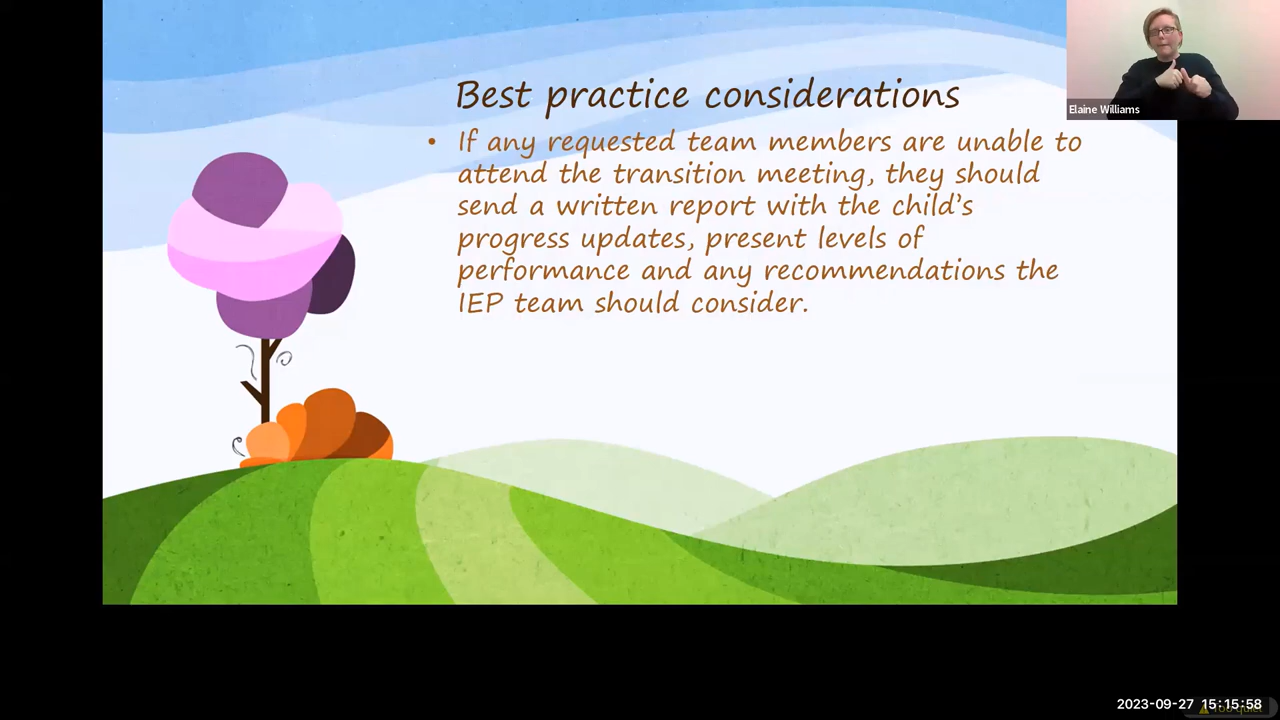 Best practice considerations
• If any requested team members are unable to
attend the transition meeting, they should
send a written report with the child's
progress updates, present levels of
performance and any recommendations the
IEP team should consider.
Elaine Williams
2023-09-27 15:15:58